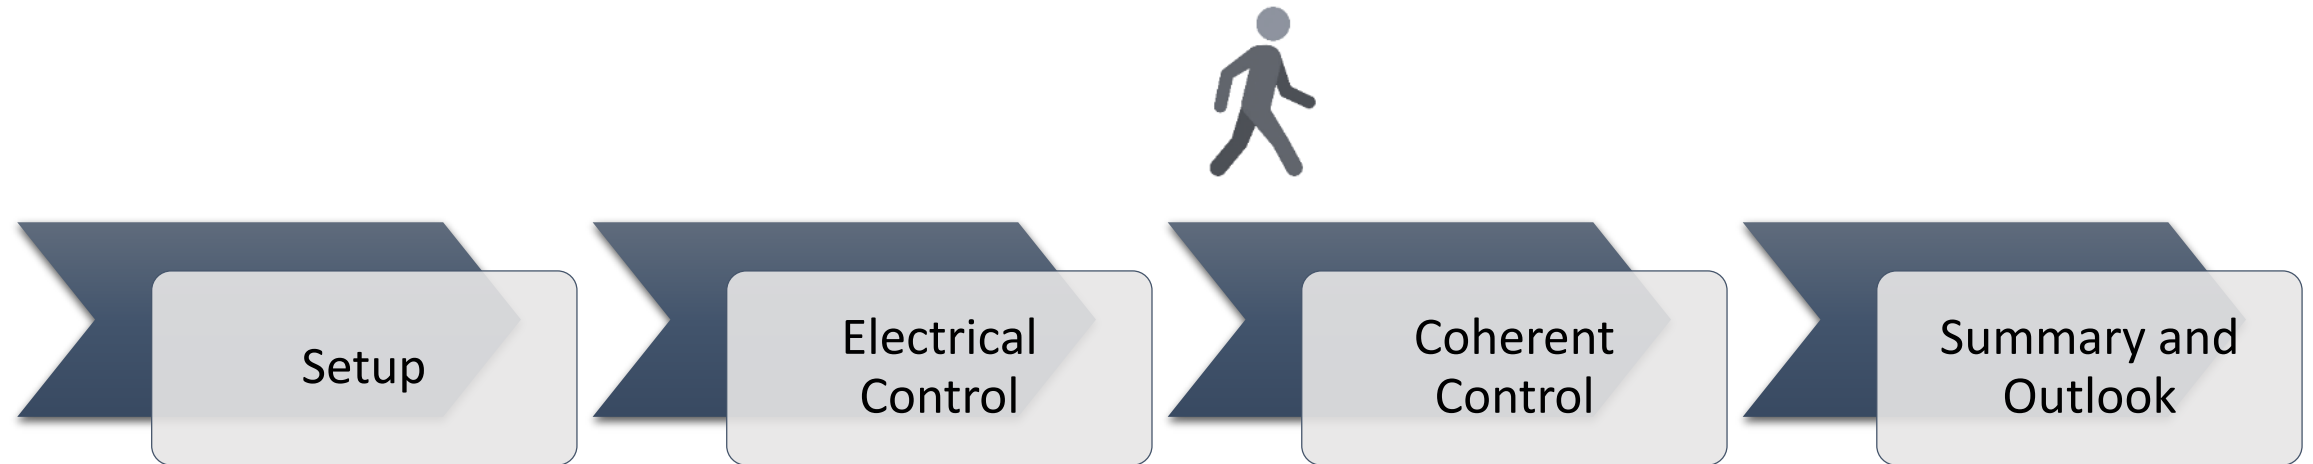 Setup
Electrical
Control
Coherent
Control
Summary and
Outlook